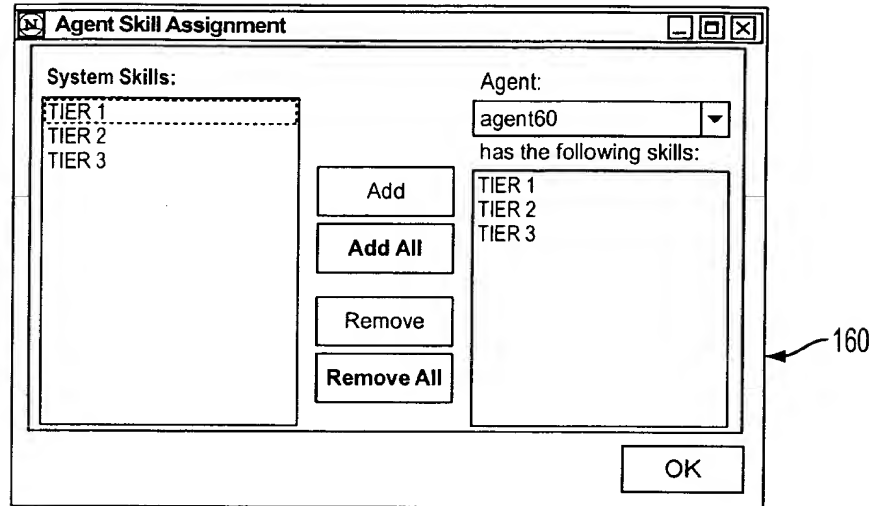 N Agent Skill Assignment
System Skills:
TIER 1
TIER 2
TIER 3
Add
Add All
Remove
Remove All
Agent:
agent60
has the following skills:
TIER 1
TIER 2
TIER 3
OK
160